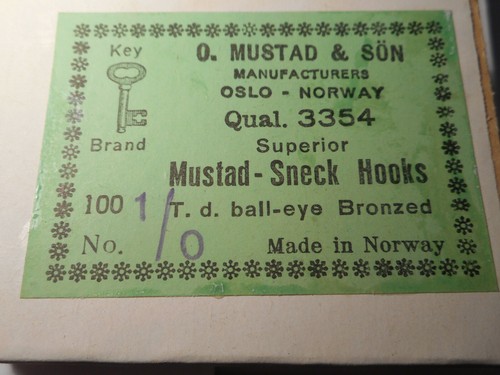 Key
Brand
O. MUSTAD & SÖN
MANUFACTURERS
OSLO - NORWAY
Qual. 3354
Superior
Mustad-Sneck Hooks
100 T. d. ball-eye Bronzed
No. 1/0 Made in Norway